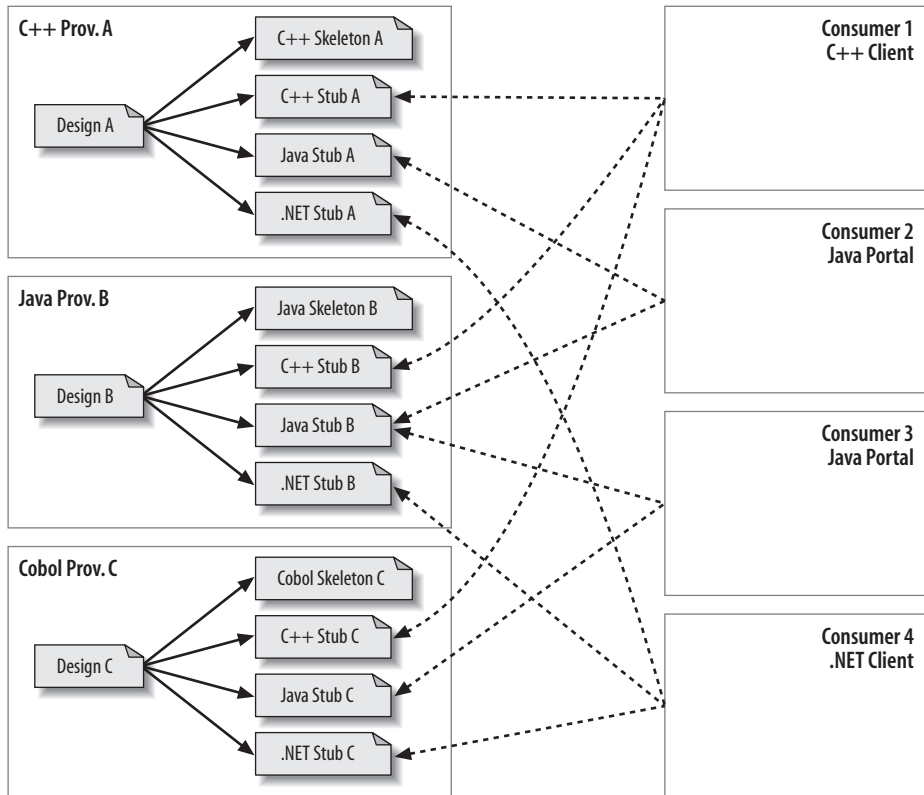 C++ Prov. A
Design A
C++ Skeleton A
C++ Stub A
Java Stub A
.NET Stub A
Java Prov. B
Design B
Java Skeleton B
C++ Stub B
Java Stub B
.NET Stub B
Cobol Prov. C
Design C
Cobol Skeleton C
C++ Stub C
Java Stub C
.NET Stub C
Consumer 1
C++ Client
Consumer 2
Java Portal
Consumer 3
Java Portal
Consumer 4
.NET Client